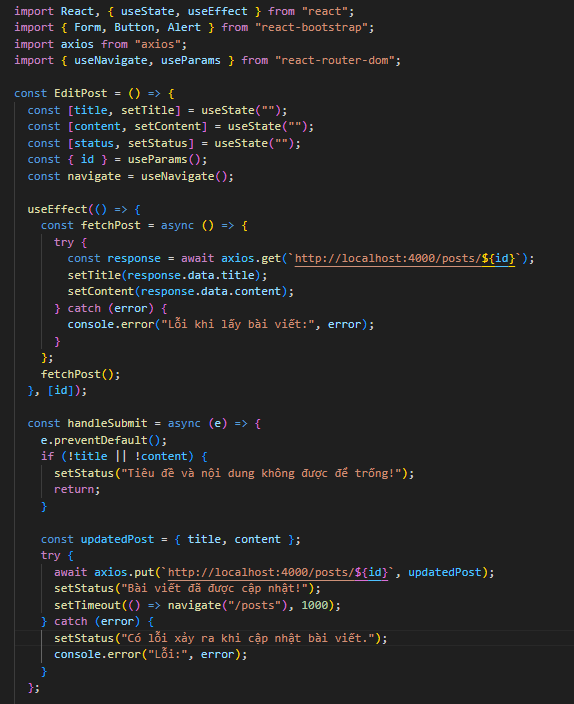 import React, { useState, useEffect } from "react";
import { Form, Button, Alert } from "react-bootstrap";
import axios from "axios";
import { useNavigate, useParams } from "react-router-dom";

const EditPost = () => {
  const [title, setTitle] = useState("");
  const [content, setContent] = useState("");
  const [status, setStatus] = useState("");
  const { id } = useParams();
  const navigate = useNavigate();

  useEffect(() => {
    const fetchPost = async () => {
      try {
        const response = await axios.get(`http://localhost:4000/posts/${id}`);
        setTitle(response.data.title);
        setContent(response.data.content);
      } catch (error) {
        console.error("Lỗi khi lấy bài viết:", error);
      }
    };
    fetchPost();
  }, [id]);

  const handleSubmit = async (e) => {
    e.preventDefault();
    if (!title || !content) {
      setStatus("Tiêu đề và nội dung không được để trống!");
      return;
    }

    const updatedPost = { title, content };
    try {
      await axios.put(`http://localhost:4000/posts/${id}`, updatedPost);
      setStatus("Bài viết đã được cập nhật!");
      setTimeout(() => navigate("/posts"), 1000);
    } catch (error) {
      setStatus("Có lỗi xảy ra khi cập nhật bài viết.");
      console.error("Lỗi:", error);
    }
  };